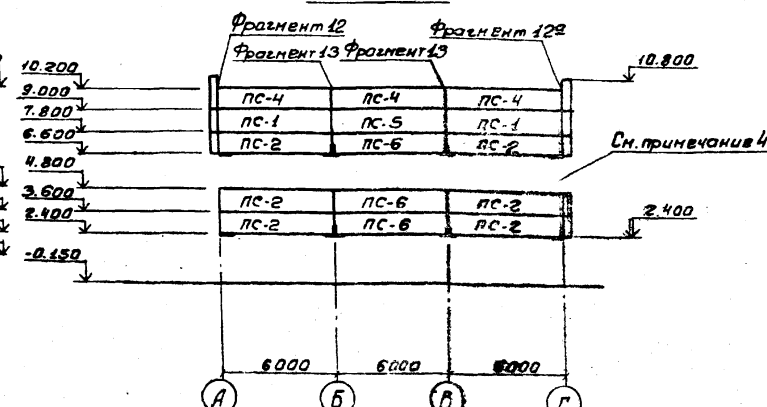 Фрагмент 12
Фрагмент 12а
Фрагмент 13 Фрагмент 13
10.200
10.800
9.000
ПС-4 ПС-4 ПС-4
7.800
ПС-1 ПС-5 ПС-1
6.600
ПС-2 ПС-6 ПС-2
См. примечание 4
4.800
3.600
ПС-2 ПС-6 ПС-2
2.400
2.400
ПС-2 ПС-6 ПС-2
-0.150
6000 6000 6000
А Б В Г